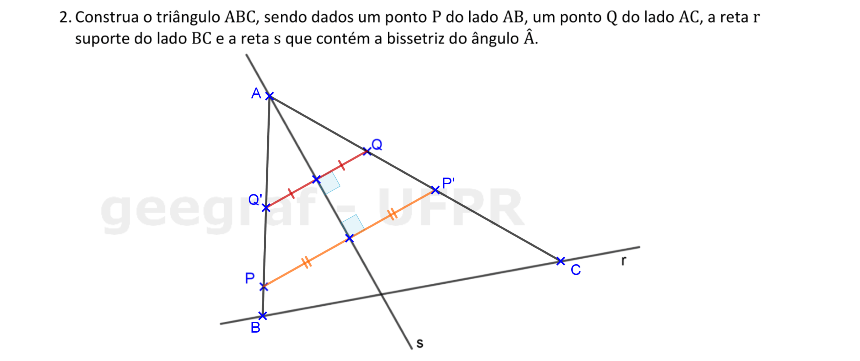 2. Construa o triângulo ABC, sendo dados um ponto P do lado AB, um ponto Q do lado AC, a reta r
suporte do lado BC e a reta s que contém a bissetriz do ângulo Â.
A
Q
P'
Q'
geegraf - UFPR
P
r
C
B
s